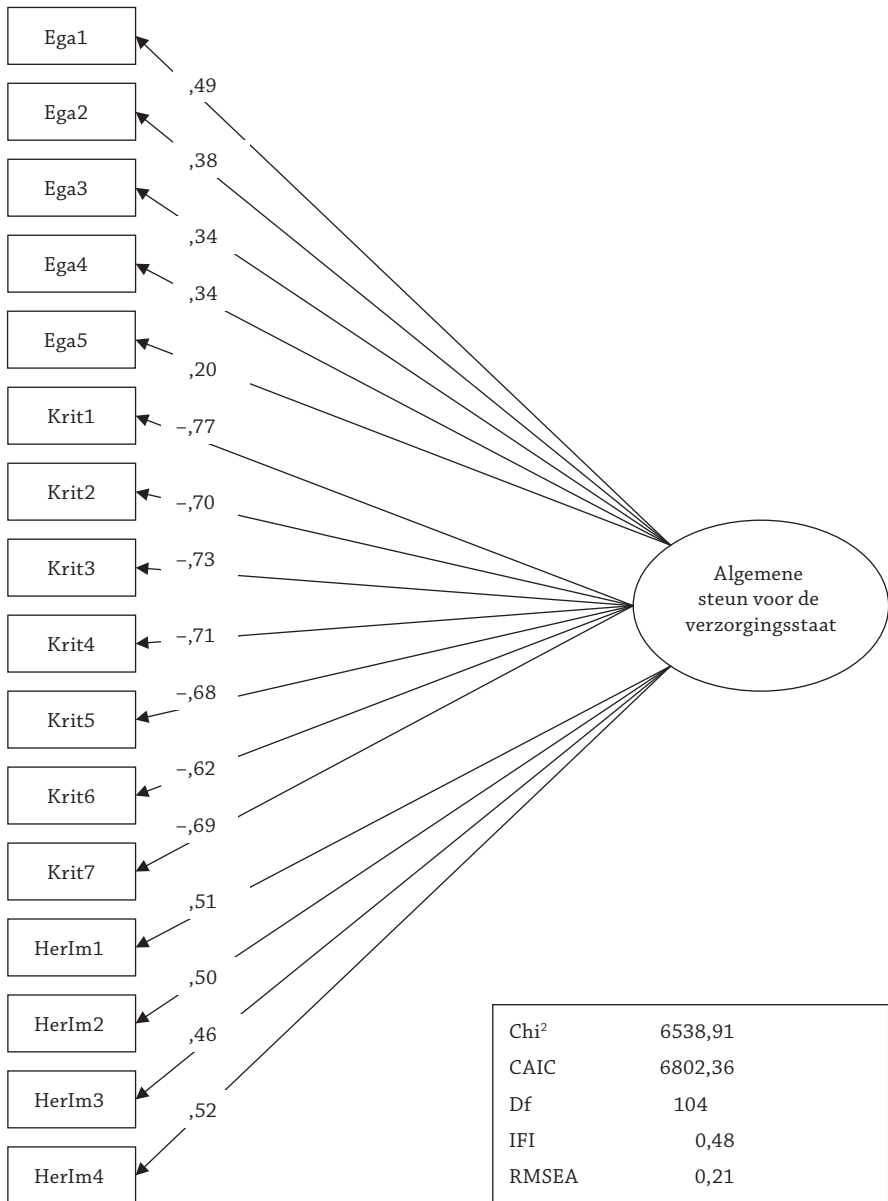 Ega1
,49
Ega2
,38
Ega3
,34
Ega4
,34
Ega5
,20
Krit1
–,77
Krit2
–,70
Krit3
–,73
Krit4
–,71
Krit5
–,68
Krit6
–,62
Krit7
–,69
HerIm1
,51
HerIm2
,50
HerIm3
,46
HerIm4
,52
Algemene
steun voor de
verzorgingsstaat
Chi² 6538,91
CAIC 6802,36
Df 104
IFI 0,48
RMSEA 0,21